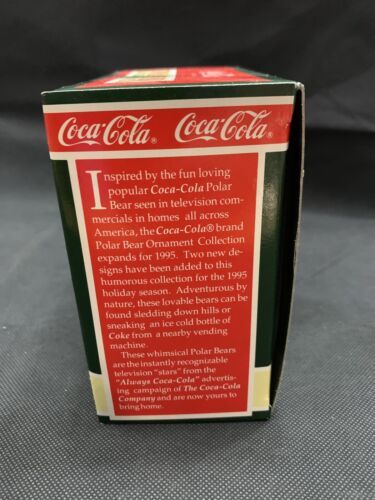 Coca-Cola® Coca-Cola®
Inspired by the fun loving
popular Coca-Cola Polar
Bear seen in television com-
mercials in homes all across
America, the Coca-Cola® brand
Polar Bear Ornament Collection
expands for 1995. Two new de-
signs have been added to this
humorous collection for the 1995
holiday season. Adventurous by
nature, these lovable bears can be
found sledding down hills or
sneaking an ice cold bottle of
Coke from a nearby vending
machine.
These whimsical Polar Bears
are the instantly recognizable
television "stars" from the
"Always Coca-Cola" advertis-
ing campaign of The Coca-Cola
Company and are now yours to
bring home.